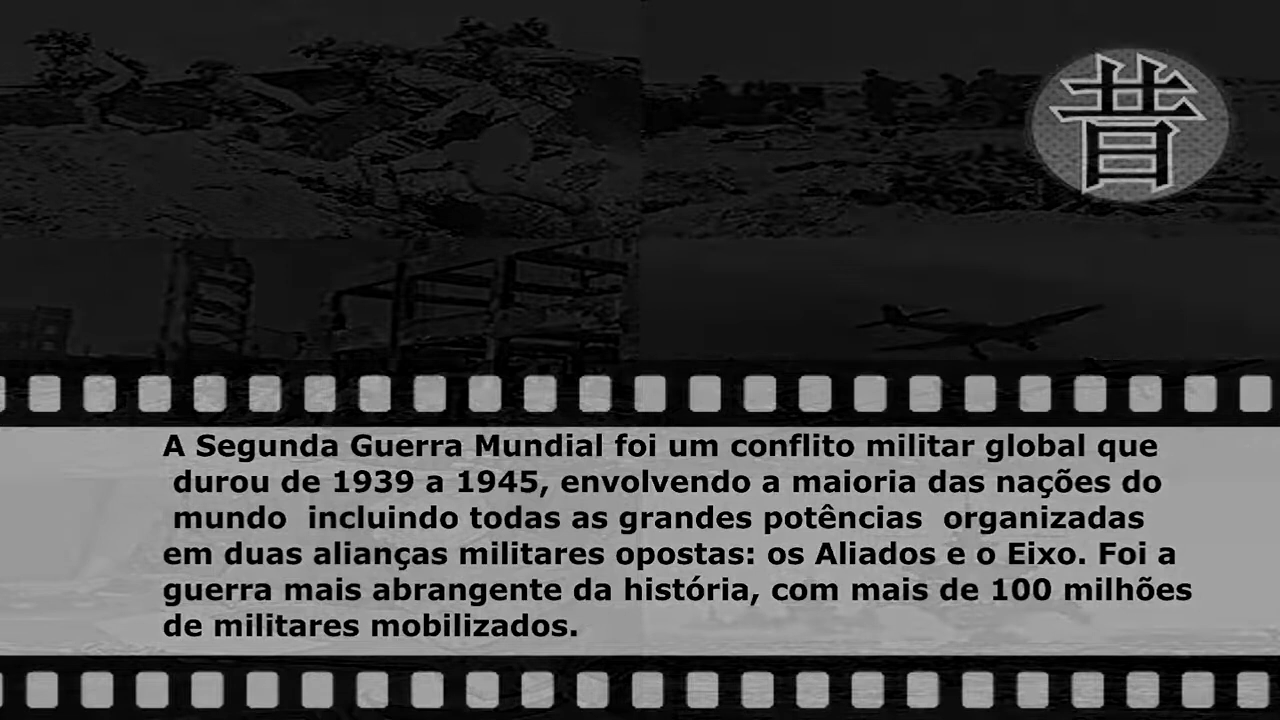 昔
A Segunda Guerra Mundial foi um conflito militar global que
durou de 1939 a 1945, envolvendo a maioria das nações do
mundo incluindo todas as grandes potências organizadas
em duas alianças militares opostas: os Aliados e o Eixo. Foi a
guerra mais abrangente da história, com mais de 100 milhões
de militares mobilizados.